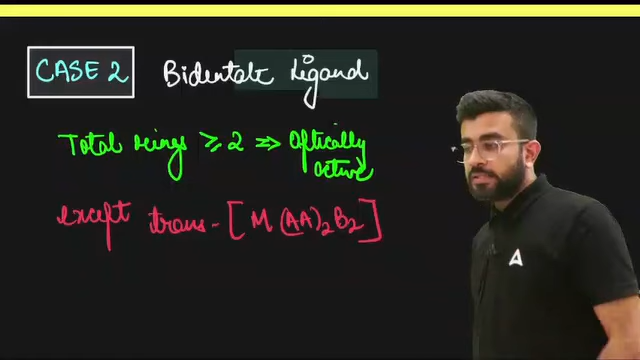 CASE 2 Bidentate Ligand
Total rings ≥ 2 ⇒ Optically
active
except trans- [M(AA)₂B₂]
A